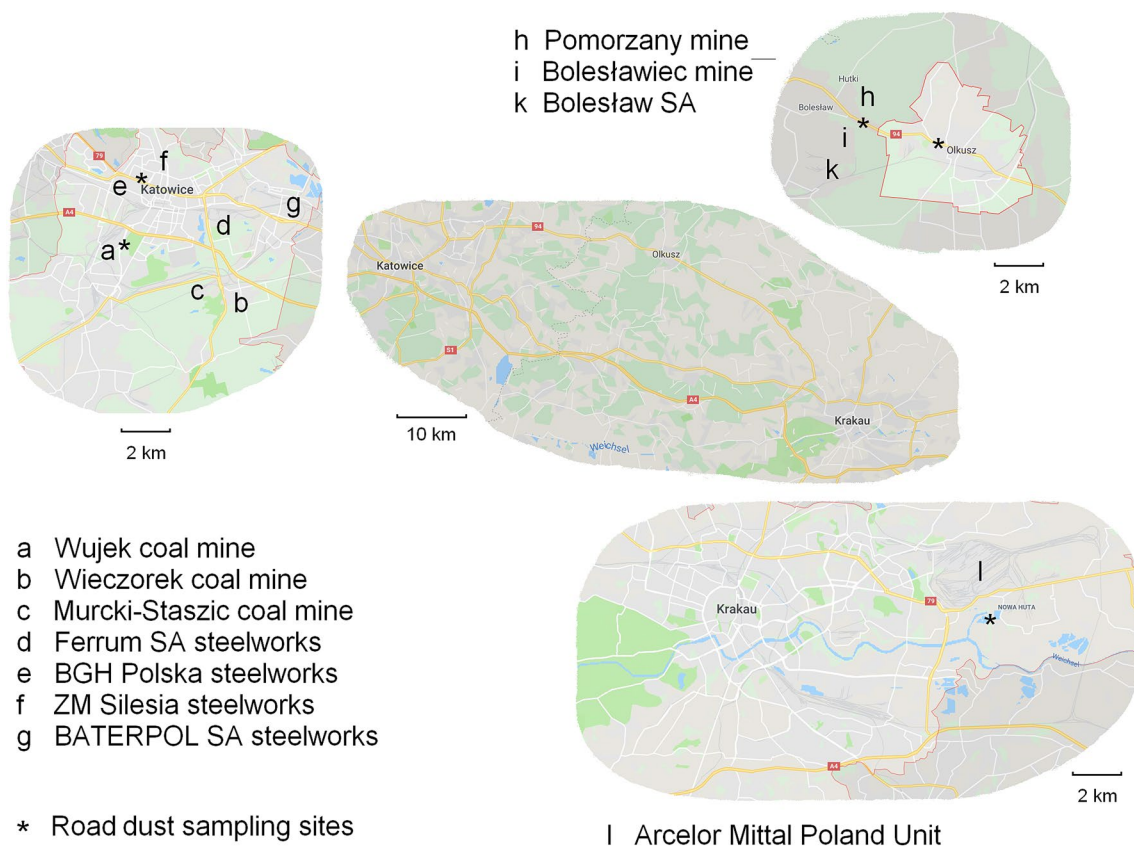 h Pomorzany mine
i Bolesławiec mine
k Bolesław SA
Hutki
h
Bolesław
*
i
94
*
Olkusz
k
2 km
79
f
*
e
Katowice
g
A4
d
a *
c
b
2 km
94
Katowice
Olkusz
S1
A4
Krakau
10 km
Weichsel
a Wujek coal mine
b Wieczorek coal mine
c Murcki-Staszic coal mine
d Ferrum SA steelworks
e BGH Polska steelworks
f ZM Silesia steelworks
g BATERPOL SA steelworks
* Road dust sampling sites
l
79
Krakau
NOWA HUTA
*
Weichsel
A4
2 km
l Arcelor Mittal Poland Unit